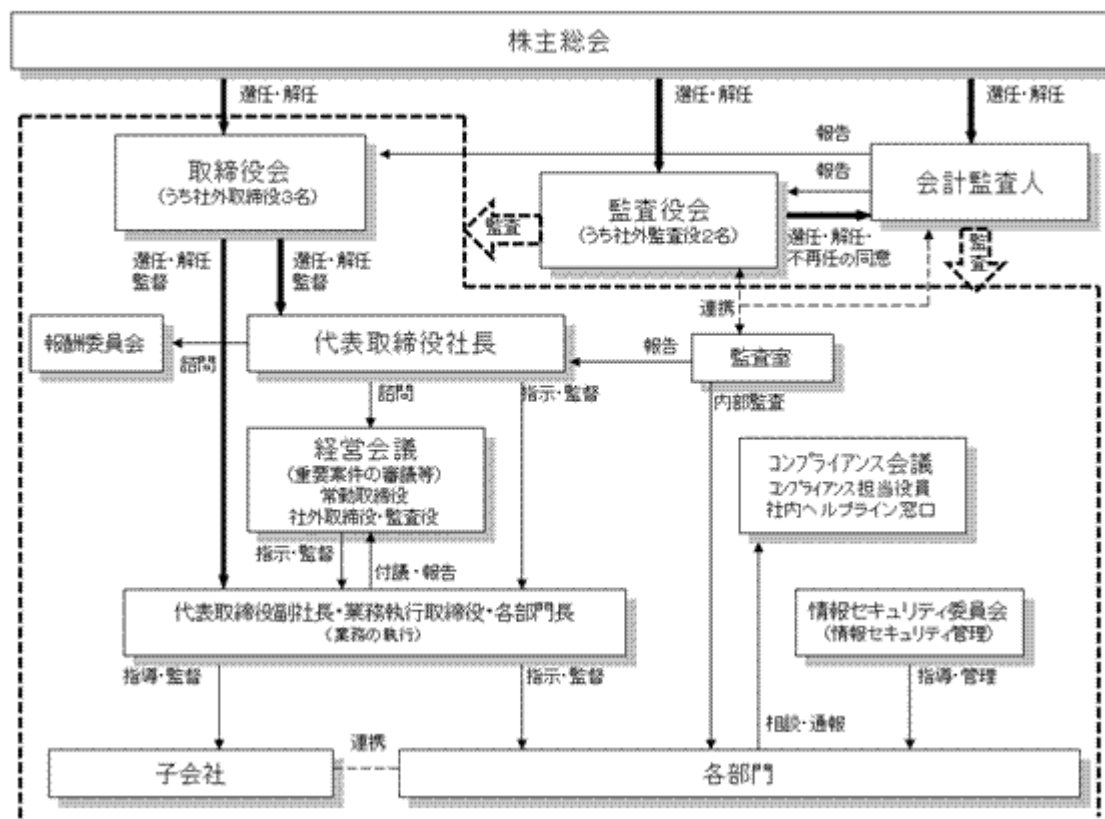 株主総会
選任・解任
選任・解任
選任・解任
報告
取締役会
(うち社外取締役3名)
会計監査人
報告
監査役会
(うち社外監査役2名)
監査
選任・解任・
不再任の同意
監査
選任・解任
監督
選任・解任
監督
連携
報酬委員会
代表取締役社長
報告
監査室
諮問
諮問
指示・監督
内部監査
経営会議
(重要案件の審議等)
常勤取締役
社外取締役・監査役
コンプライアンス会議
コンプライアンス担当役員
社内ヘルプライン窓口
指示・監督
付議・報告
代表取締役副社長・業務執行取締役・各部門長
(業務の執行)
情報セキュリティ委員会
(情報セキュリティ管理)
指導・監督
指示・監督
指導・管理
相談・通報
連携
子会社
各部門